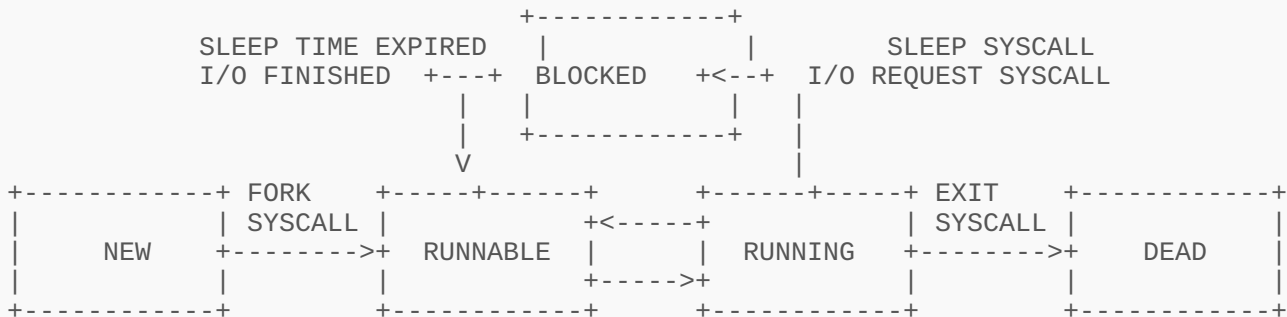 SLEEP TIME EXPIRED SLEEP SYSCALL
I/O FINISHED BLOCKED I/O REQUEST SYSCALL
FORK EXIT
SYSCALL SYSCALL
NEW RUNNABLE RUNNING DEAD